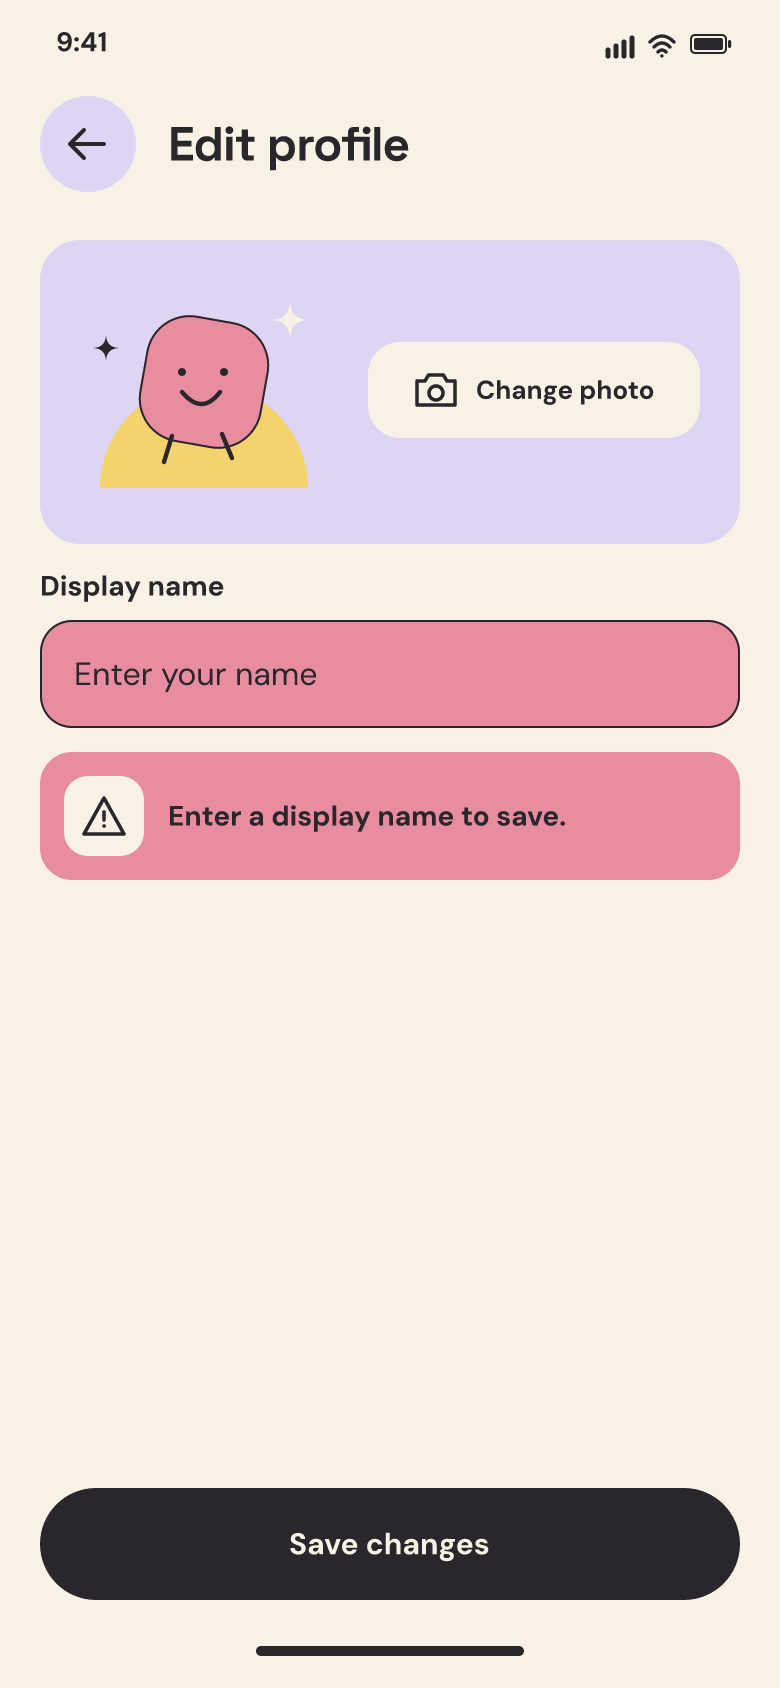 9:41
Edit profile
Change photo
Display name
Enter your name
Enter a display name to save.
Save changes